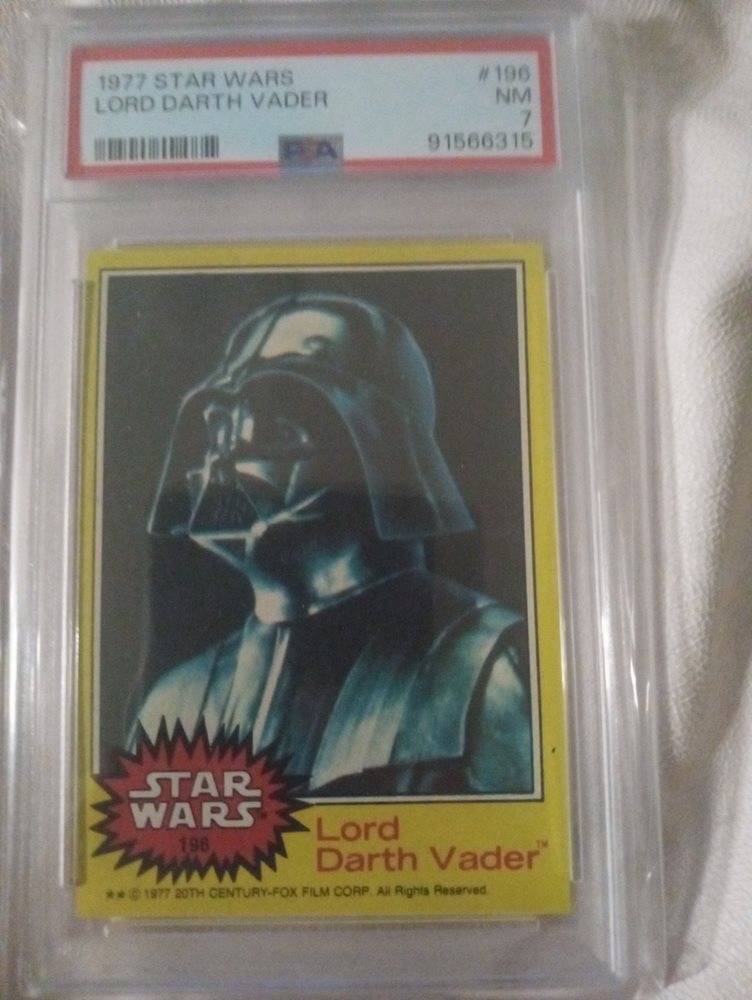 1977 STAR WARS #196
LORD DARTH VADER NM
7
PSA 91566315
STAR
WARS
196
Lord
Darth Vader™
★★ © 1977 20TH CENTURY-FOX FILM CORP. All Rights Reserved.